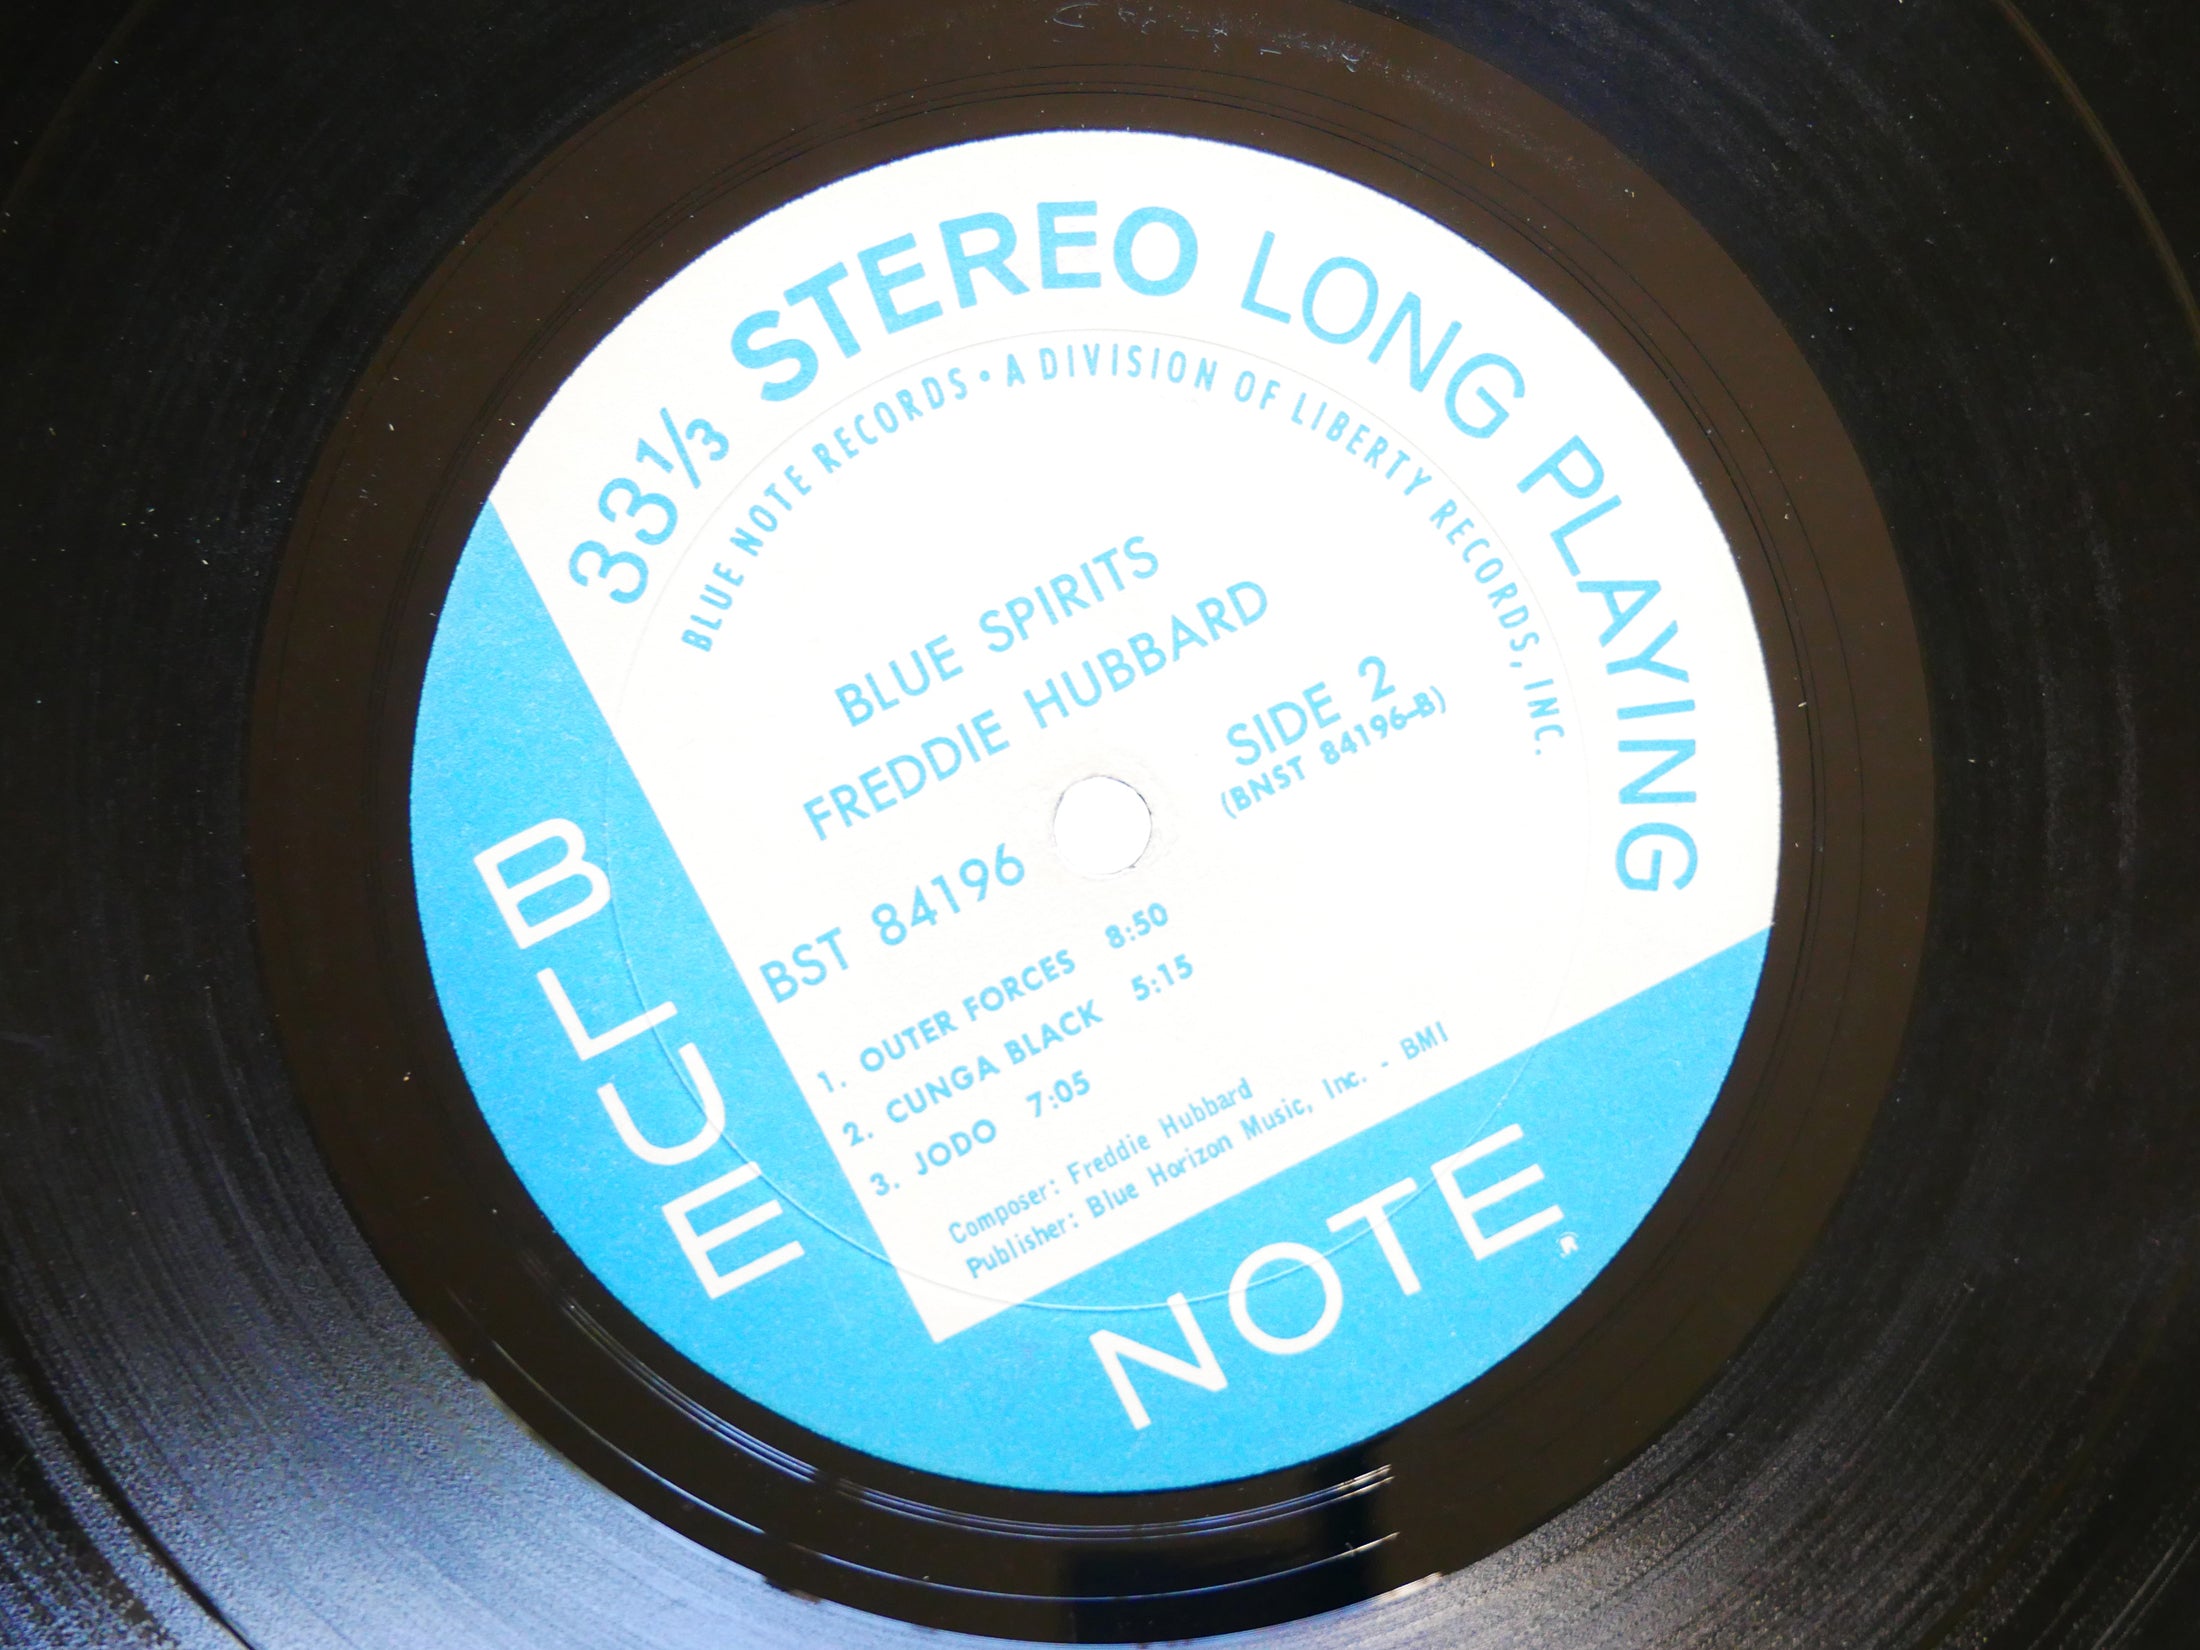 33⅓ STEREO LONG PLAYING
BLUE NOTE RECORDS • A DIVISION OF LIBERTY RECORDS, INC.
BLUE SPIRITS
FREDDIE HUBBARD
SIDE 2
(BNST 84196-B)
BST 84196
1. OUTER FORCES 8:50
2. CUNGA BLACK 5:15
3. JODO 7:05
Composer: Freddie Hubbard
Publisher: Blue Horizon Music, Inc. - BMI
BLUE
NOTE